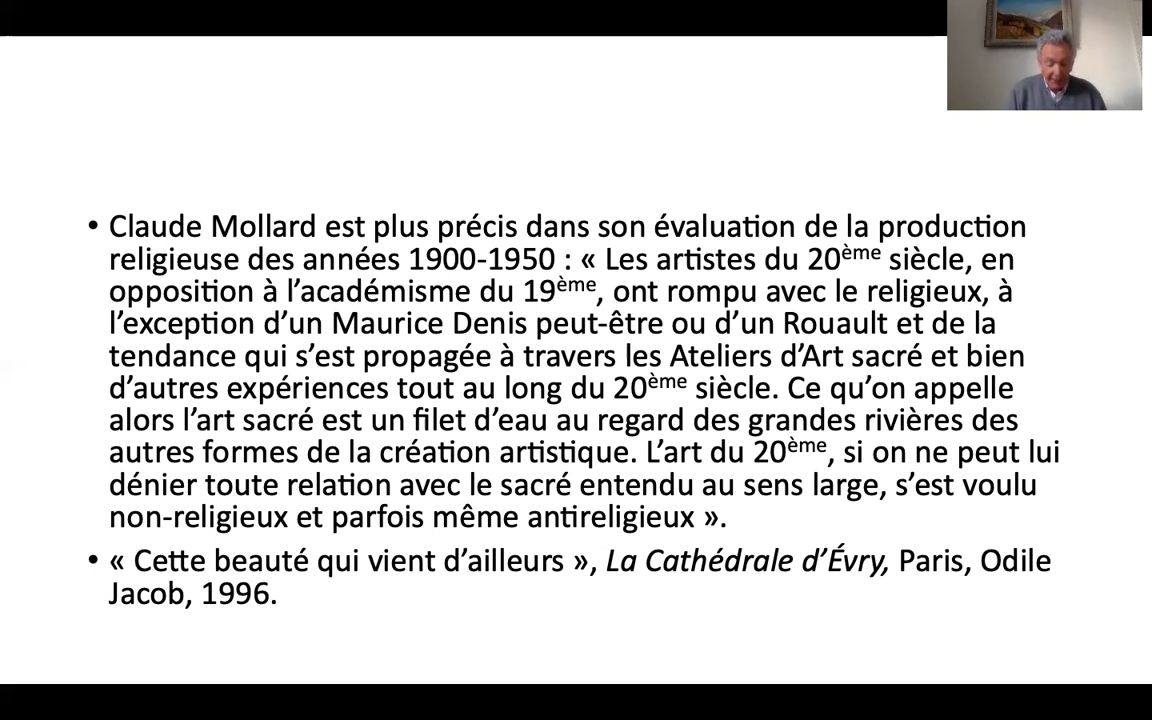 • Claude Mollard est plus précis dans son évaluation de la production
religieuse des années 1900-1950 : « Les artistes du 20ème siècle, en
opposition à l’académisme du 19ème, ont rompu avec le religieux, à
l’exception d’un Maurice Denis peut-être ou d’un Rouault et de la
tendance qui s’est propagée à travers les Ateliers d’Art sacré et bien
d’autres expériences tout au long du 20ème siècle. Ce qu’on appelle
alors l’art sacré est un filet d’eau au regard des grandes rivières des
autres formes de la création artistique. L’art du 20ème, si on ne peut lui
dénier toute relation avec le sacré entendu au sens large, s’est voulu
non-religieux et parfois même antireligieux ».
• « Cette beauté qui vient d’ailleurs », La Cathédrale d’Évry, Paris, Odile
Jacob, 1996.